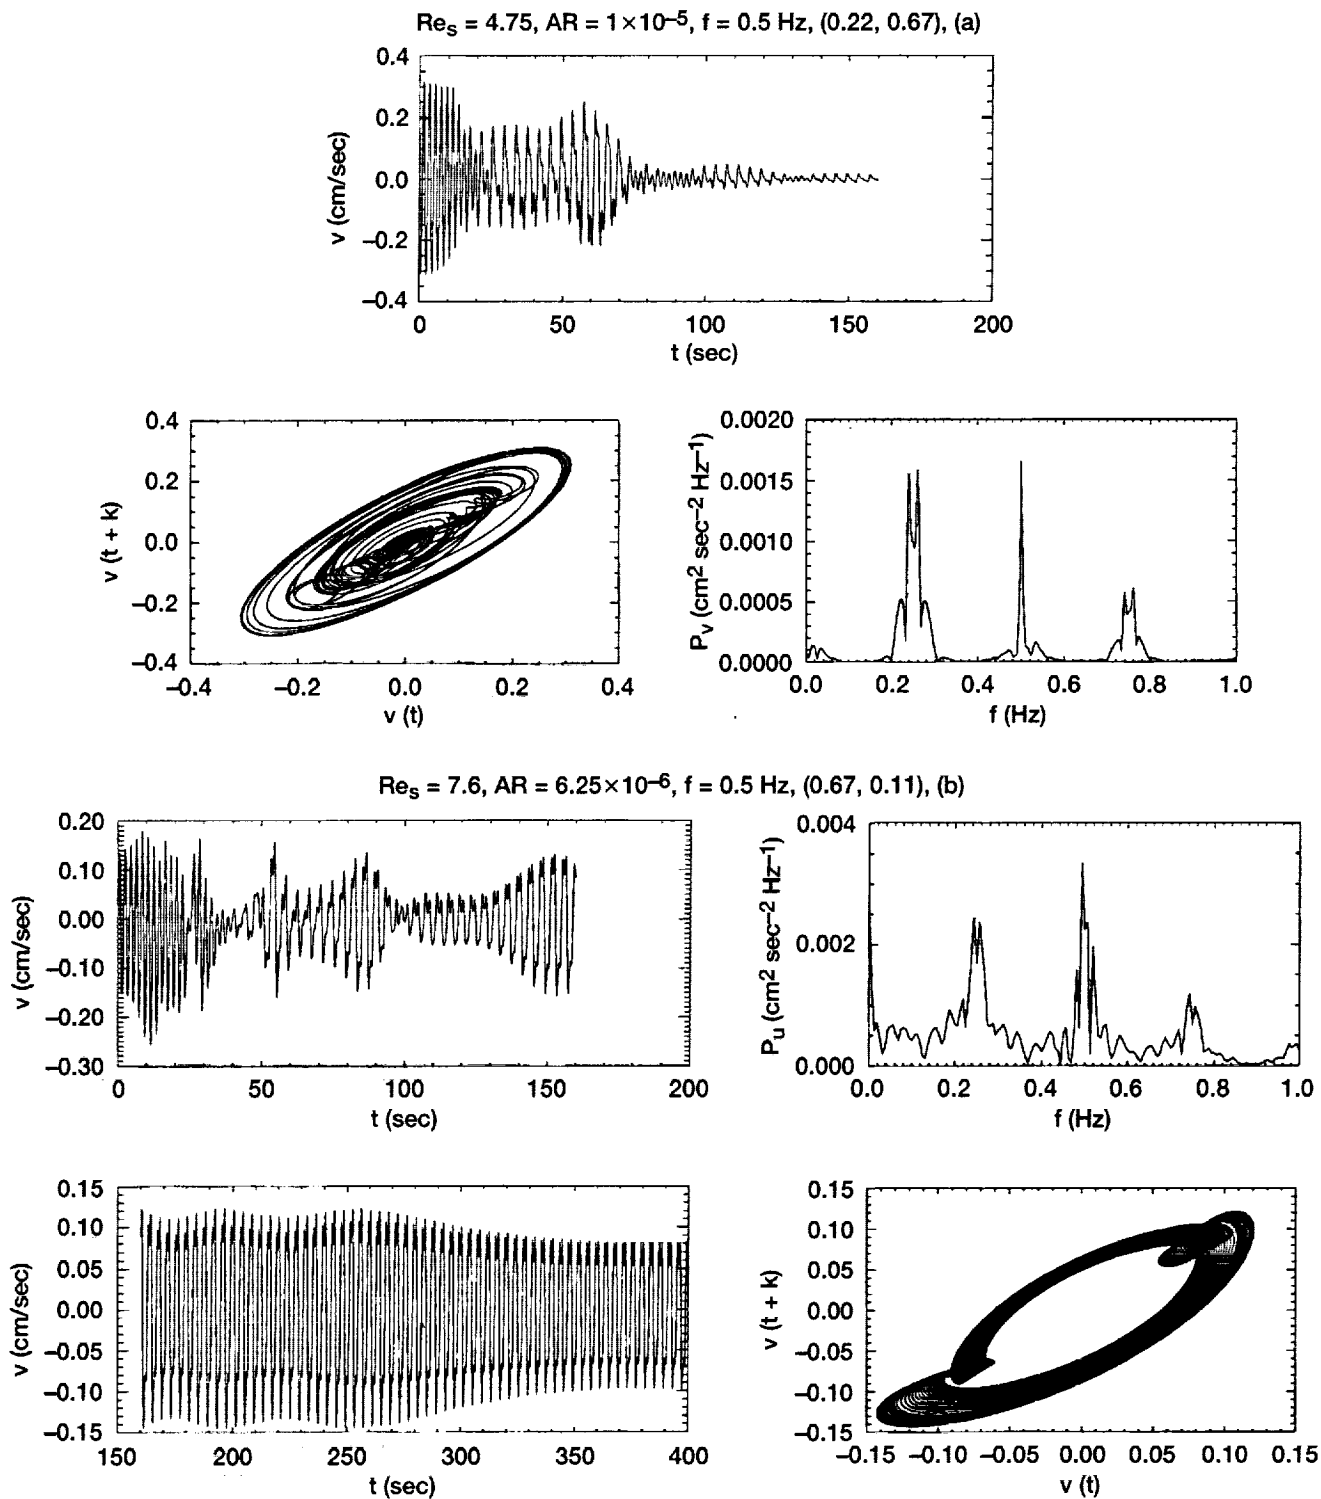 Re_s = 4.75, AR = 1×10^–5, f = 0.5 Hz, (0.22, 0.67), (a)
0.4
0.2
0.0
–0.2
–0.4
v (cm/sec)
0 50 100 150 200
t (sec)
0.4
0.2
0.0
–0.2
–0.4
v (t + k)
–0.4 –0.2 0.0 0.2 0.4
v (t)
0.0020
0.0015
0.0010
0.0005
0.0000
P_v (cm² sec^–2 Hz^–1)
0.0 0.2 0.4 0.6 0.8 1.0
f (Hz)
Re_s = 7.6, AR = 6.25×10^–6, f = 0.5 Hz, (0.67, 0.11), (b)
0.20
0.10
0.00
–0.10
–0.20
–0.30
v (cm/sec)
0 50 100 150 200
t (sec)
0.004
0.002
0.000
P_u (cm² sec^–2 Hz^–1)
0.0 0.2 0.4 0.6 0.8 1.0
f (Hz)
0.15
0.10
0.05
0.00
–0.05
–0.10
–0.15
v (cm/sec)
150 200 250 300 350 400
t (sec)
0.15
0.10
0.05
0.00
–0.05
–0.10
–0.15
v (t + k)
–0.15 –0.10 –0.05 0.00 0.05 0.10 0.15
v (t)